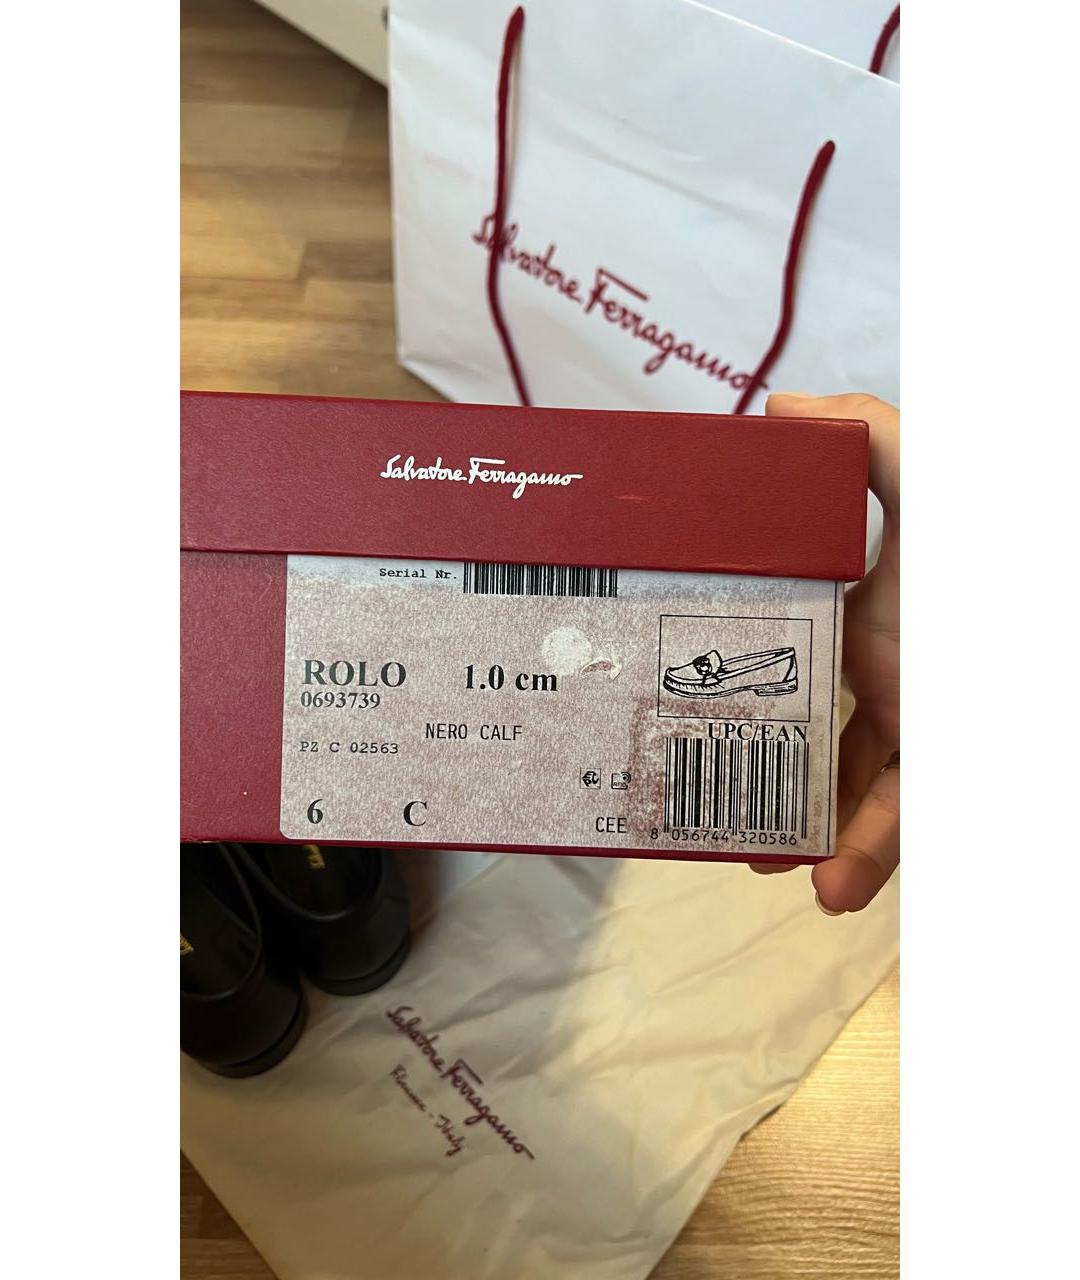 Salvatore Ferragamo
Salvatore Ferragamo
Serial Nr.
ROLO 1.0 cm
0693739
NERO CALF
UPC/EAN
PZ C 02563
6 C
CEE
8 056744 320586
Salvatore Ferragamo
Florence - Italy